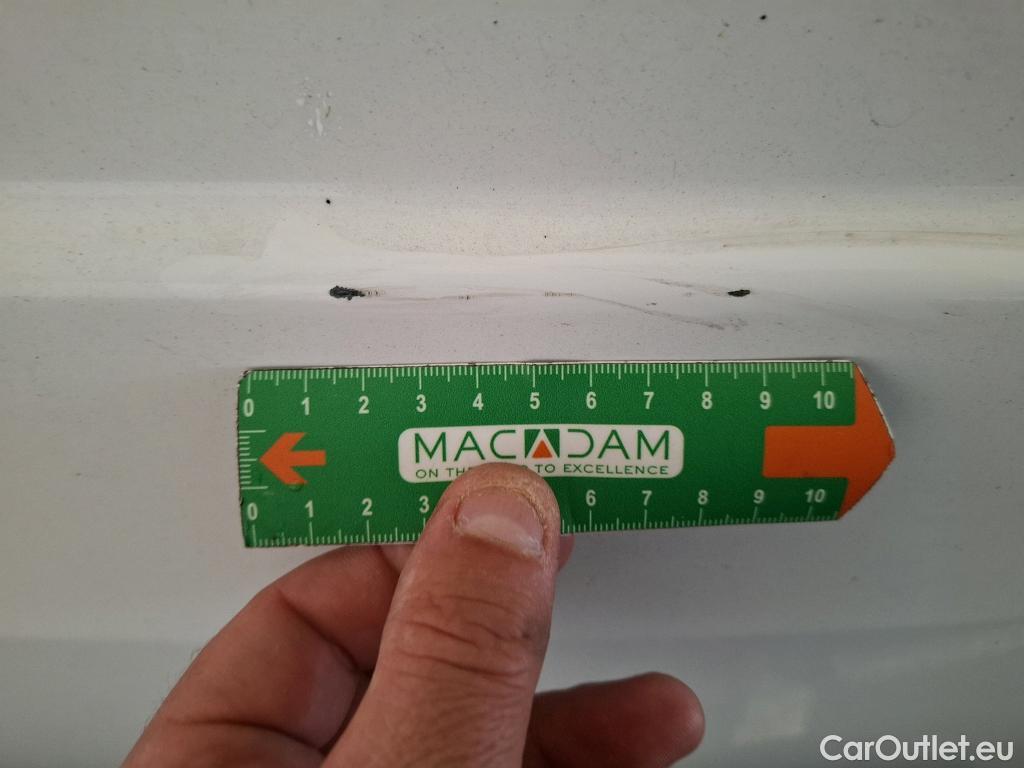 0 1 2 3 4 5 6 7 8 9 10
MACADAM
ON THE TO EXCELLENCE
0 1 2 3 6 7 8 9 10
CarOutlet.eu